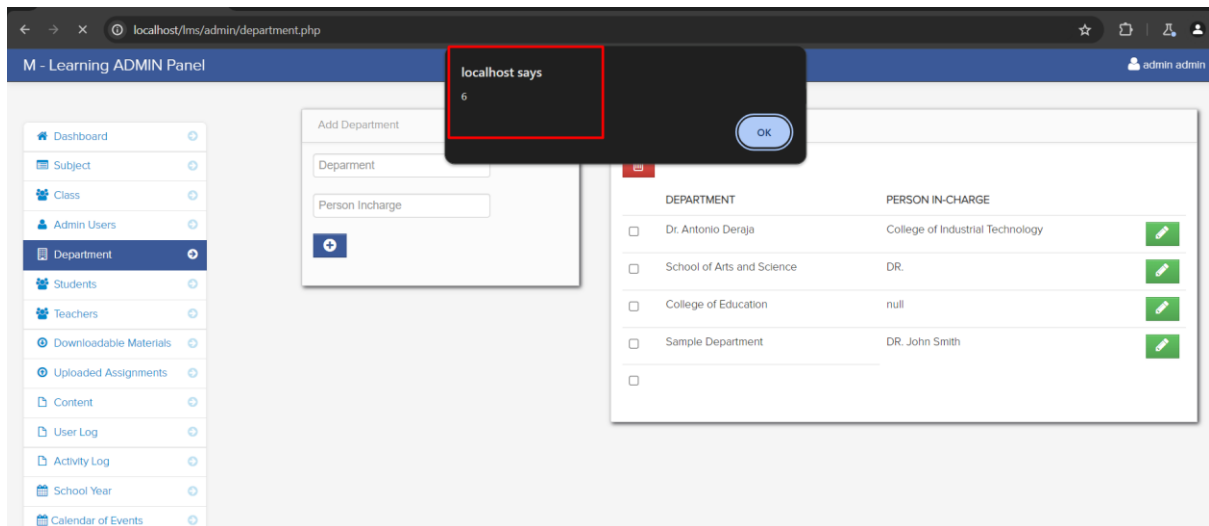 localhost/lms/admin/department.php
M - Learning ADMIN Panel
admin admin
localhost says
6
OK
Dashboard
Subject
Class
Admin Users
Department
Students
Teachers
Downloadable Materials
Uploaded Assignments
Content
User Log
Activity Log
School Year
Calendar of Events
Add Department
Deparment
Person Incharge
DEPARTMENT PERSON IN-CHARGE
Dr. Antonio Deraja College of Industrial Technology
School of Arts and Science DR.
College of Education null
Sample Department DR. John Smith